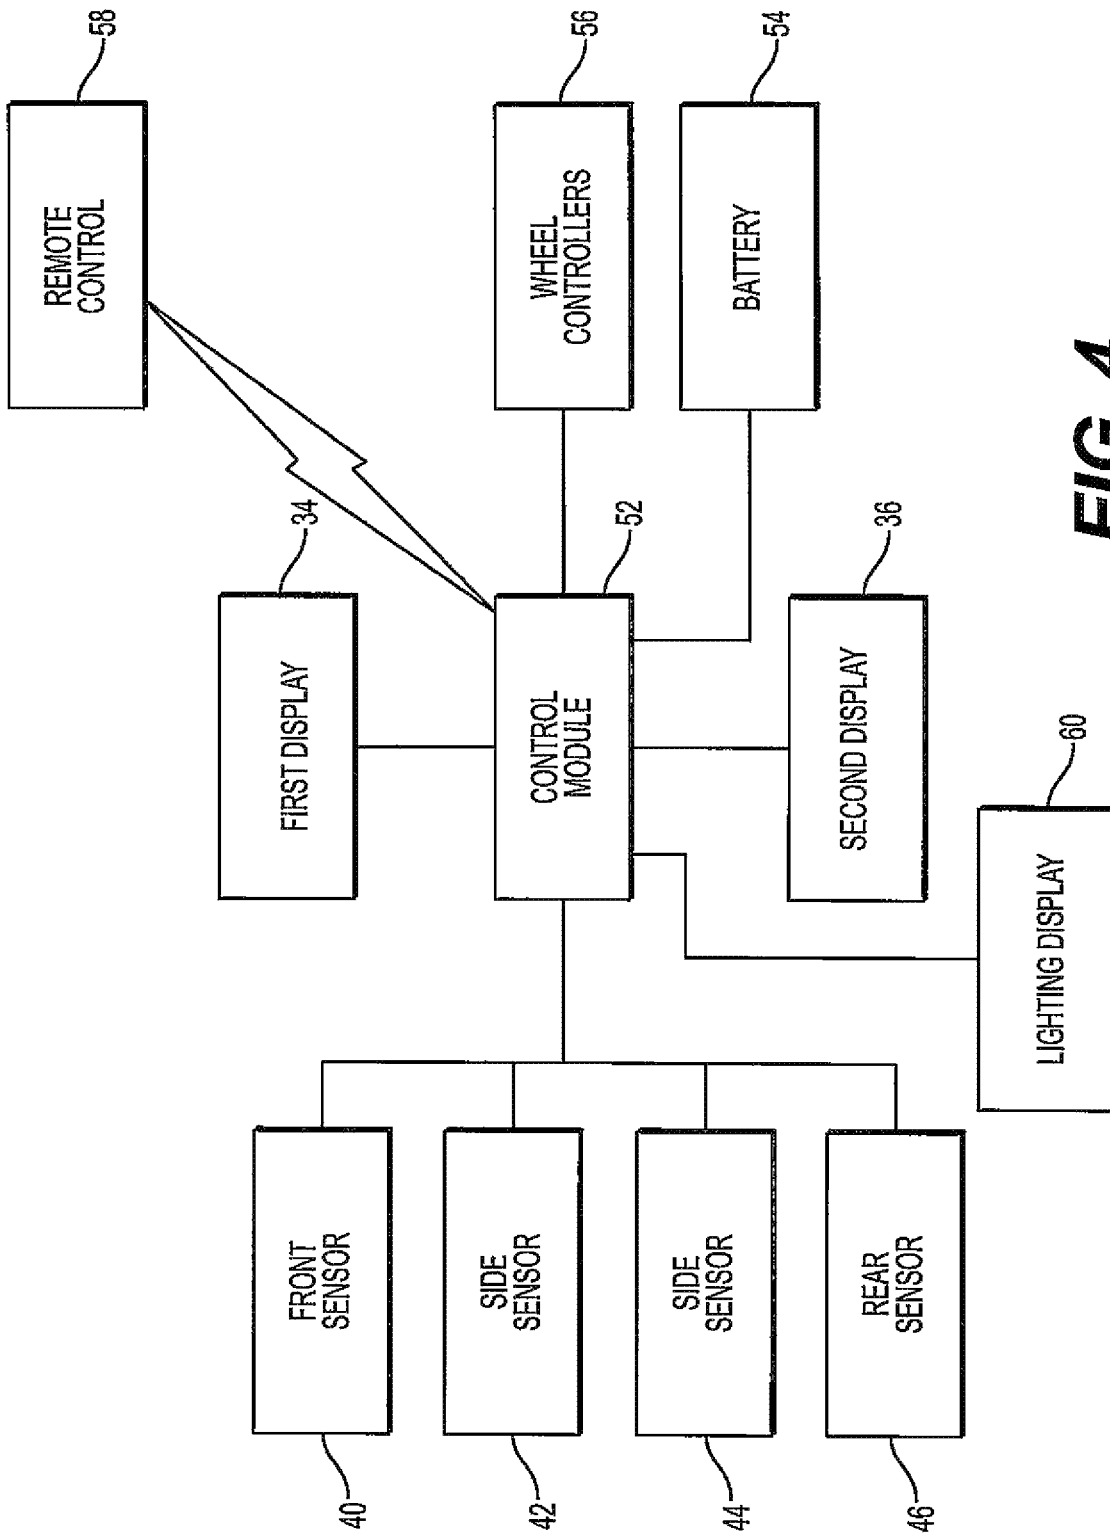 REMOTE
CONTROL
58
FIRST DISPLAY
34
FRONT
SENSOR
40
SIDE
SENSOR
42
CONTROL
MODULE
52
WHEEL
CONTROLLERS
56
SIDE
SENSOR
44
BATTERY
54
REAR
SENSOR
46
SECOND DISPLAY
36
LIGHTING DISPLAY
60
FIG. 4